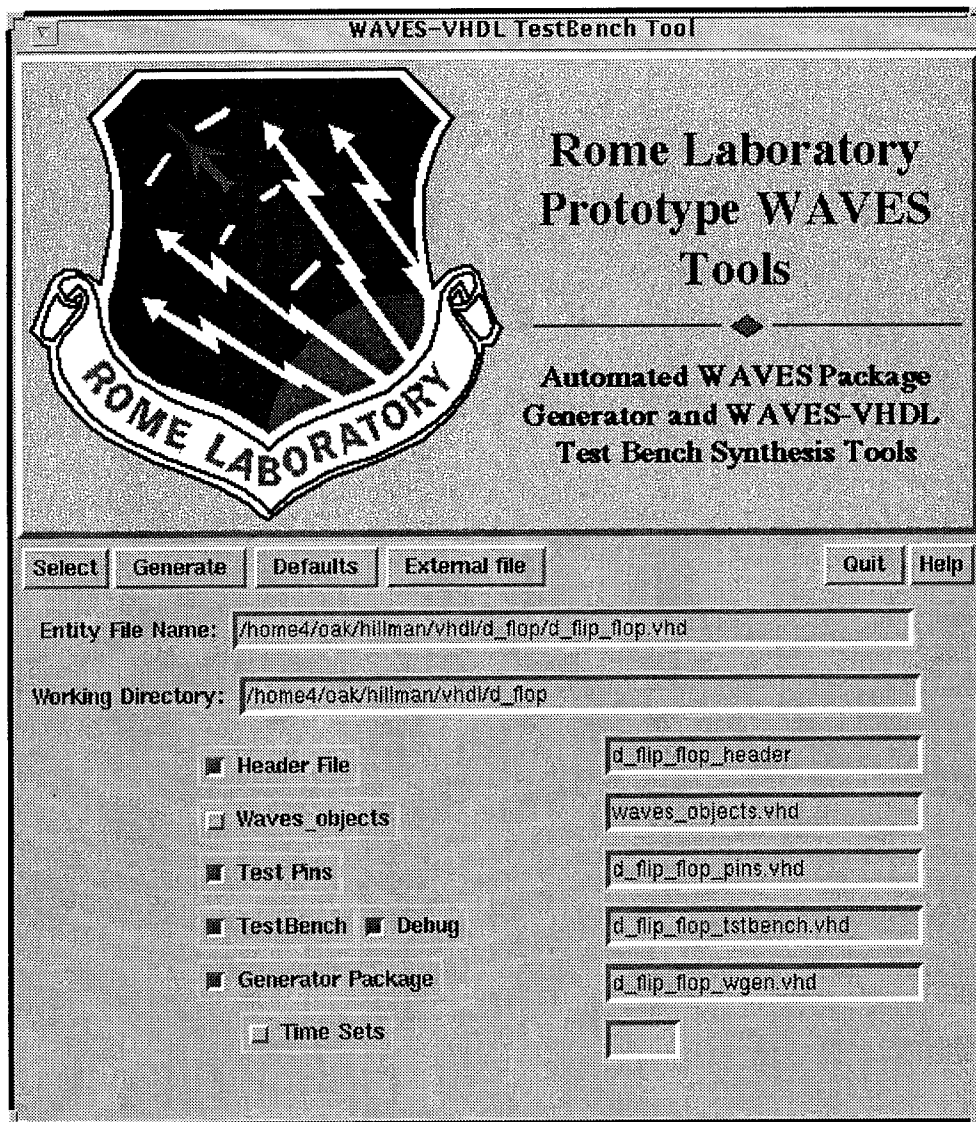 WAVES-VHDL TestBench Tool
Rome Laboratory
Prototype WAVES
Tools
ROME LABORATORY
Automated WAVES Package
Generator and WAVES-VHDL
Test Bench Synthesis Tools
Select Generate Defaults External file Quit Help
Entity File Name: /home4/oak/hillman/vhdl/d_flop/d_flip_flop.vhd
Working Directory: /home4/oak/hillman/vhdl/d_flop
Header File d_flip_flop_header
Waves_objects waves_objects.vhd
Test Pins d_flip_flop_pins.vhd
TestBench Debug d_flip_flop_tstbench.vhd
Generator Package d_flip_flop_wgen.vhd
Time Sets